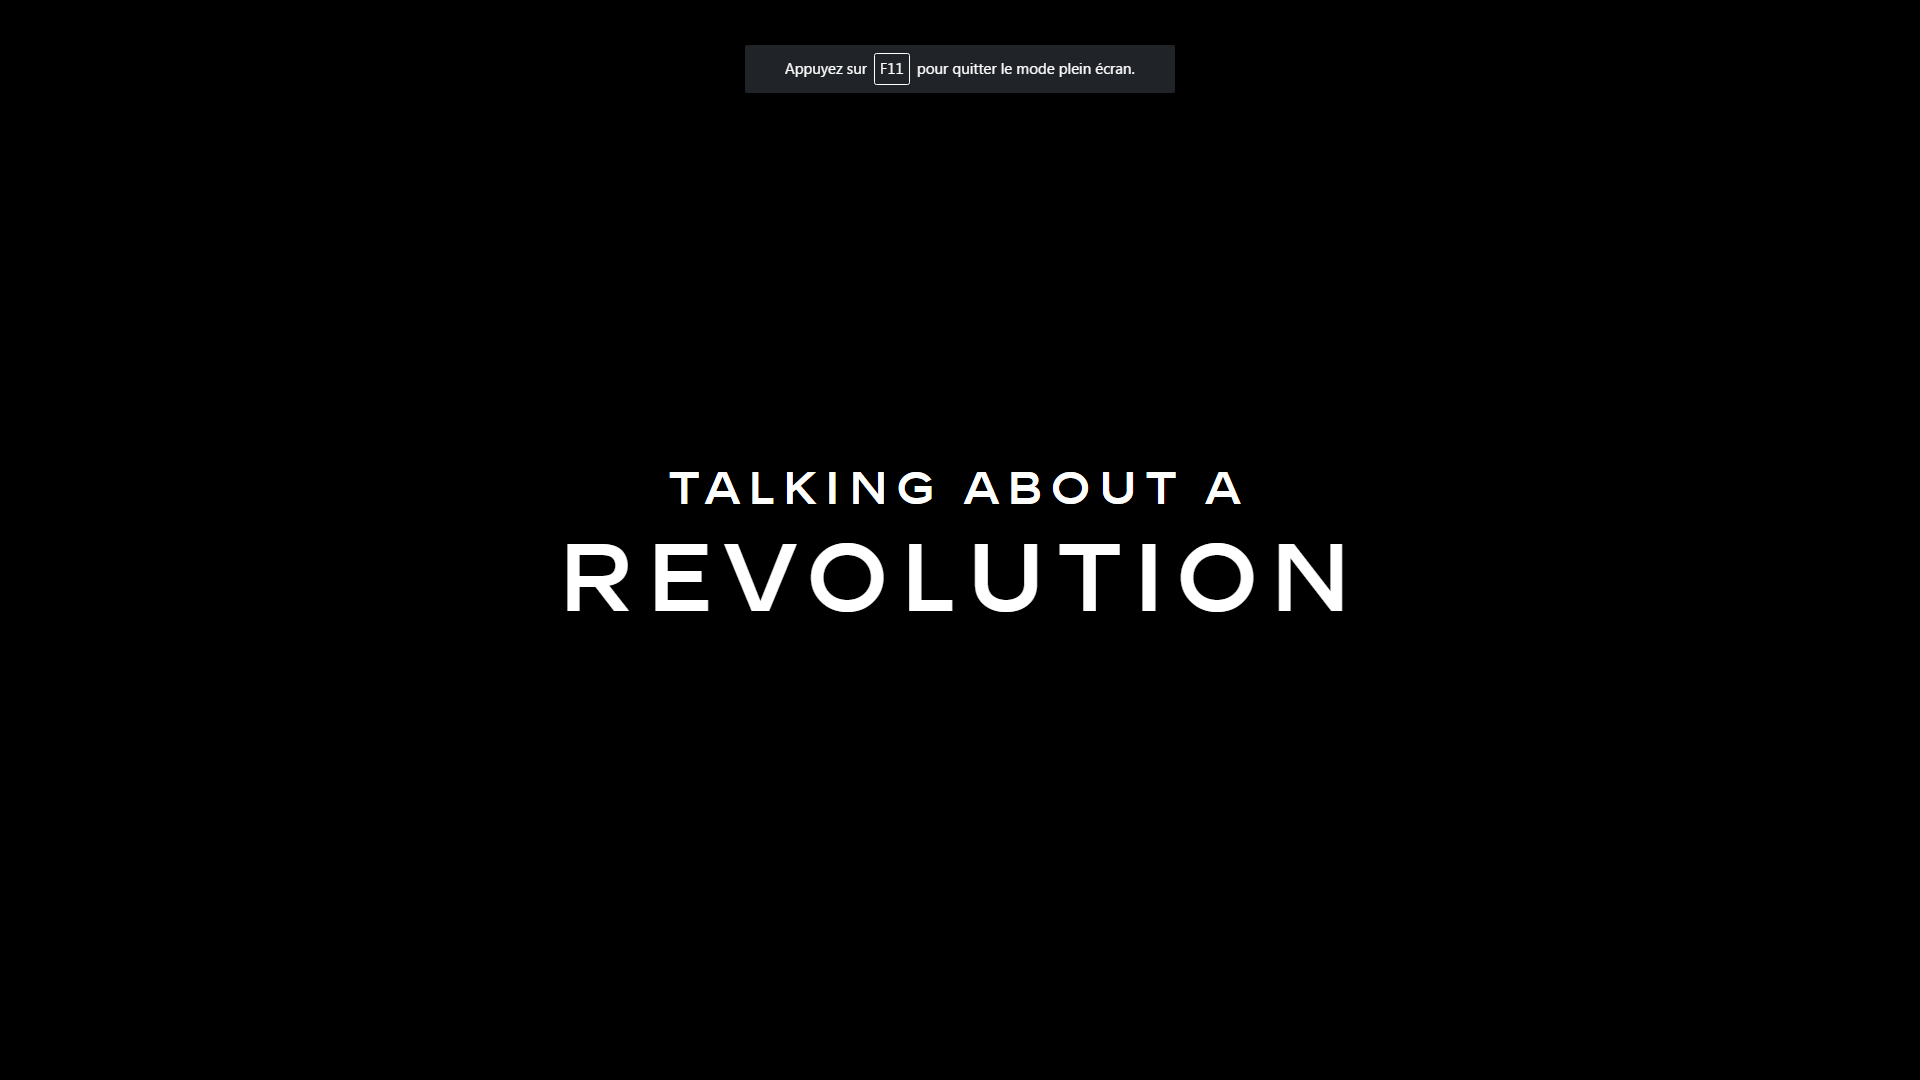 Appuyez sur F11 pour quitter le mode plein écran.
TALKING ABOUT A
REVOLUTION